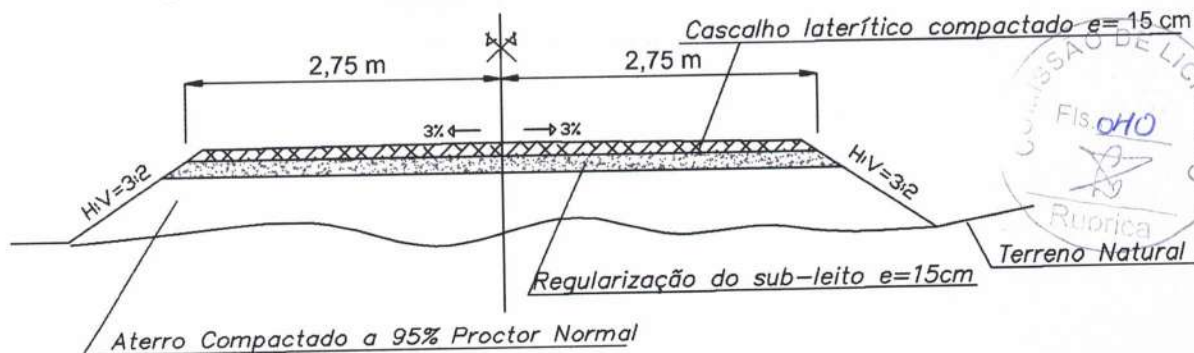 Cascalho laterítico compactado e= 15 cm
2,75 m
2,75 m
3%
3%
H:V=3:2
H:V=3:2
Fls. 040
Rubrica
Terreno Natural
Regularização do sub-leito e=15cm
Aterro Compactado a 95% Proctor Normal